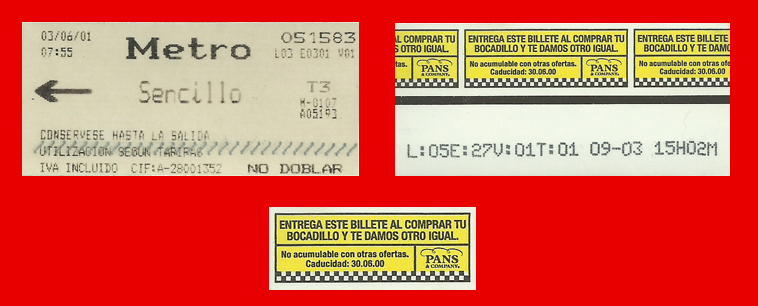 03/06/01
07:55
Metro
051583
L03 E0301 V01
Sencillo
T3
A05193
CONSERVESE HASTA LA SALIDA
UTILIZACION SEGUN TARIFAS
IVA INCLUIDO CIF:A-28001352 NO DOBLAR
AL COMPRAR TU
OTRO IGUAL.
tas.
PANS
& COMPANY.
ENTREGA ESTE BILLETE AL COMPRAR TU
BOCADILLO Y TE DAMOS OTRO IGUAL.
No acumulable con otras ofertas.
Caducidad: 30.06.00
PANS
& COMPANY.
ENTREGA ESTE BILLETE
BOCADILLO Y TE DAMOS
No acumulable con otras
Caducidad: 30.06.00
L:05E:27V:01T:01 09-03 15H02M
ENTREGA ESTE BILLETE AL COMPRAR TU
BOCADILLO Y TE DAMOS OTRO IGUAL.
No acumulable con otras ofertas.
Caducidad: 30.06.00
PANS
& COMPANY.